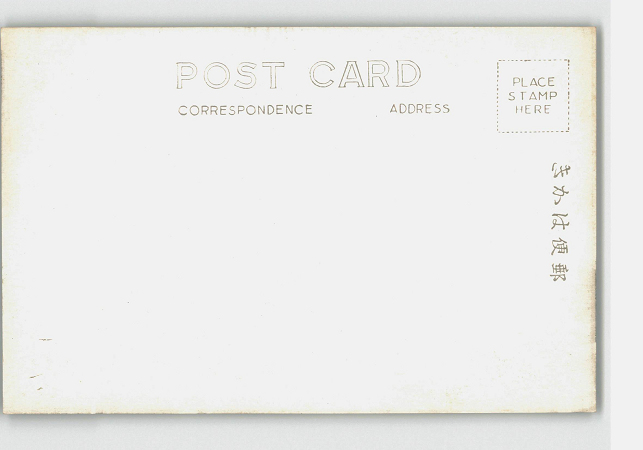 POST CARD
CORRESPONDENCE ADDRESS
PLACE
STAMP
HERE
郵便はかき